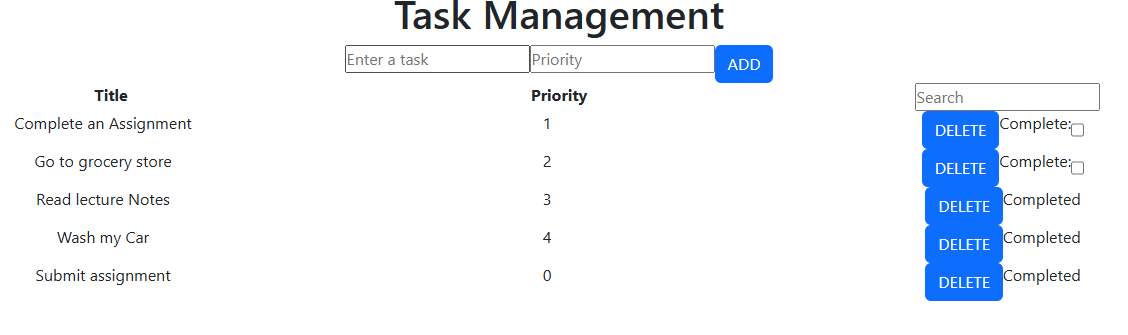 Task Management
Enter a task Priority ADD
Title Priority Search
Complete an Assignment 1 DELETE Complete:
Go to grocery store 2 DELETE Complete:
Read lecture Notes 3 DELETE Completed
Wash my Car 4 DELETE Completed
Submit assignment 0 DELETE Completed